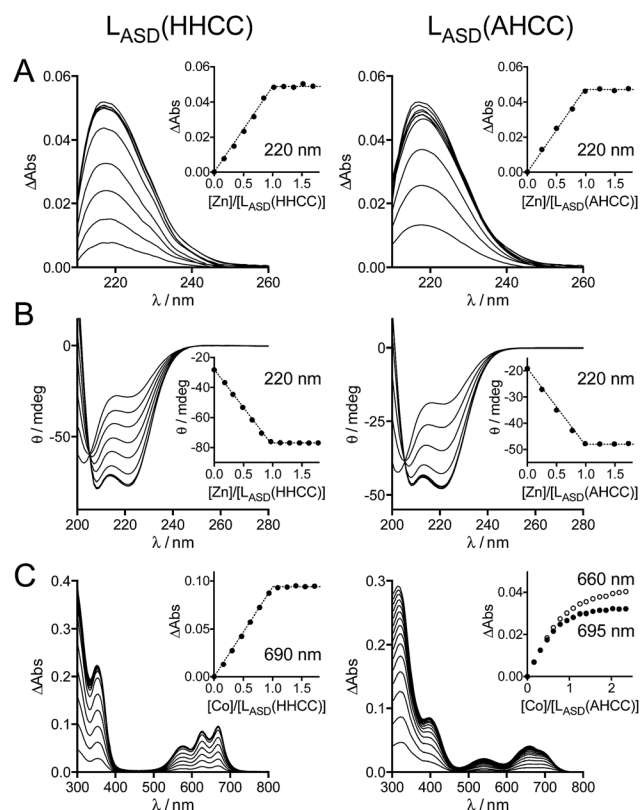 L_ASD(HHCC) L_ASD(AHCC)
A
0.06
0.04
0.02
0.00
ΔAbs
220 240 260
λ / nm
0.06
0.04
0.02
0.00
ΔAbs
220 nm
0.0 0.5 1.0 1.5
[Zn]/[L_ASD(HHCC)]
0.06
0.04
0.02
0.00
ΔAbs
220 240 260
λ / nm
0.06
0.04
0.02
0.00
ΔAbs
220 nm
0.0 0.5 1.0 1.5
[Zn]/[L_ASD(AHCC)]
B
0
-50
θ / mdeg
200 220 240 260 280
λ / nm
-20
-40
-60
-80
θ / mdeg
220 nm
0.0 0.5 1.0 1.5
[Zn]/[L_ASD(HHCC)]
0
-25
-50
θ / mdeg
200 220 240 260 280
λ / nm
-20
-30
-40
-50
θ / mdeg
220 nm
0.0 0.5 1.0 1.5
[Zn]/[L_ASD(AHCC)]
C
0.4
0.3
0.2
0.1
0.0
ΔAbs
300 400 500 600 700 800
λ / nm
0.10
0.05
0.00
ΔAbs
690 nm
0.0 0.5 1.0 1.5
[Co]/[L_ASD(HHCC)]
0.3
0.2
0.1
0.0
ΔAbs
300 400 500 600 700 800
λ / nm
0.04
0.02
0.00
ΔAbs
660 nm
695 nm
0 1 2
[Co]/[L_ASD(AHCC)]